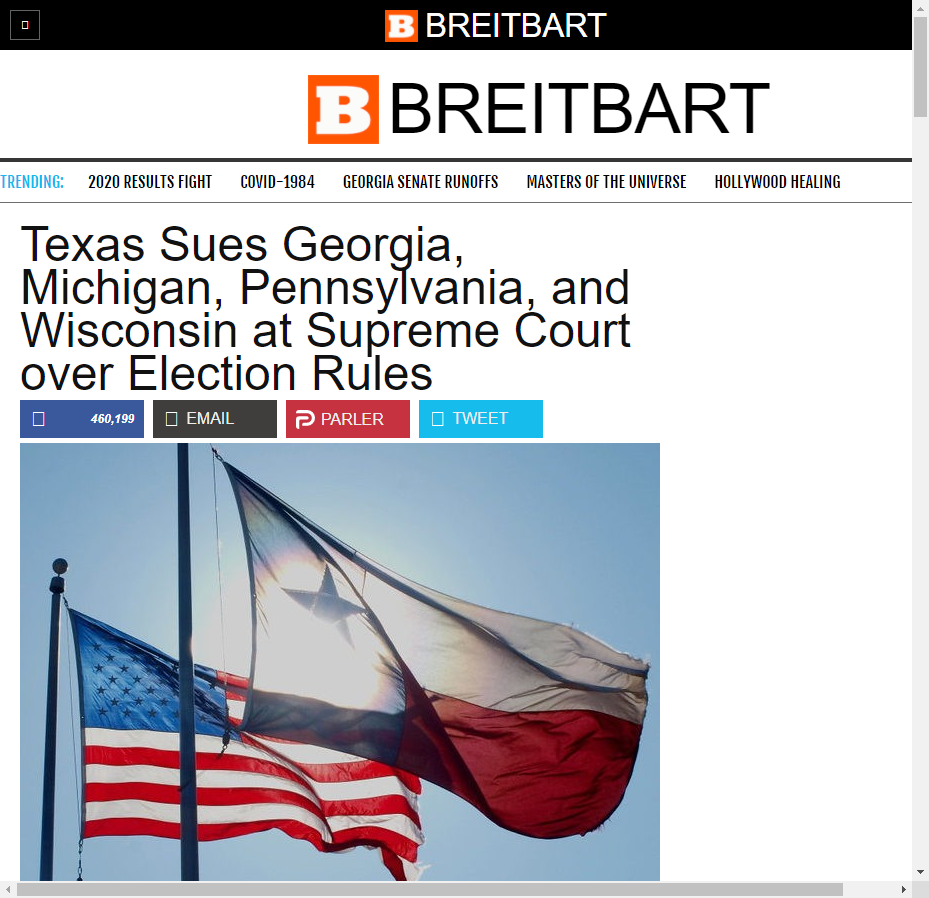 BREITBART
BREITBART
TRENDING: 2020 RESULTS FIGHT COVID-1984 GEORGIA SENATE RUNOFFS MASTERS OF THE UNIVERSE HOLLYWOOD HEALING
Texas Sues Georgia,
Michigan, Pennsylvania, and
Wisconsin at Supreme Court
over Election Rules
460,199 EMAIL PARLER TWEET